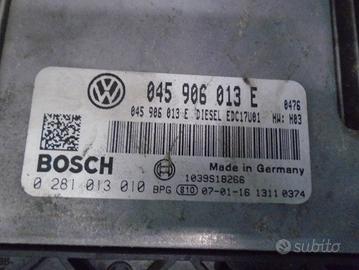 045 906 013 E
045 906 013 E DIESEL EDC17U01 0476
HW: H03
Made in Germany
BOSCH
1039S18266
0 281 013 010 BPG 810 07-01-16 1311 0374
subito